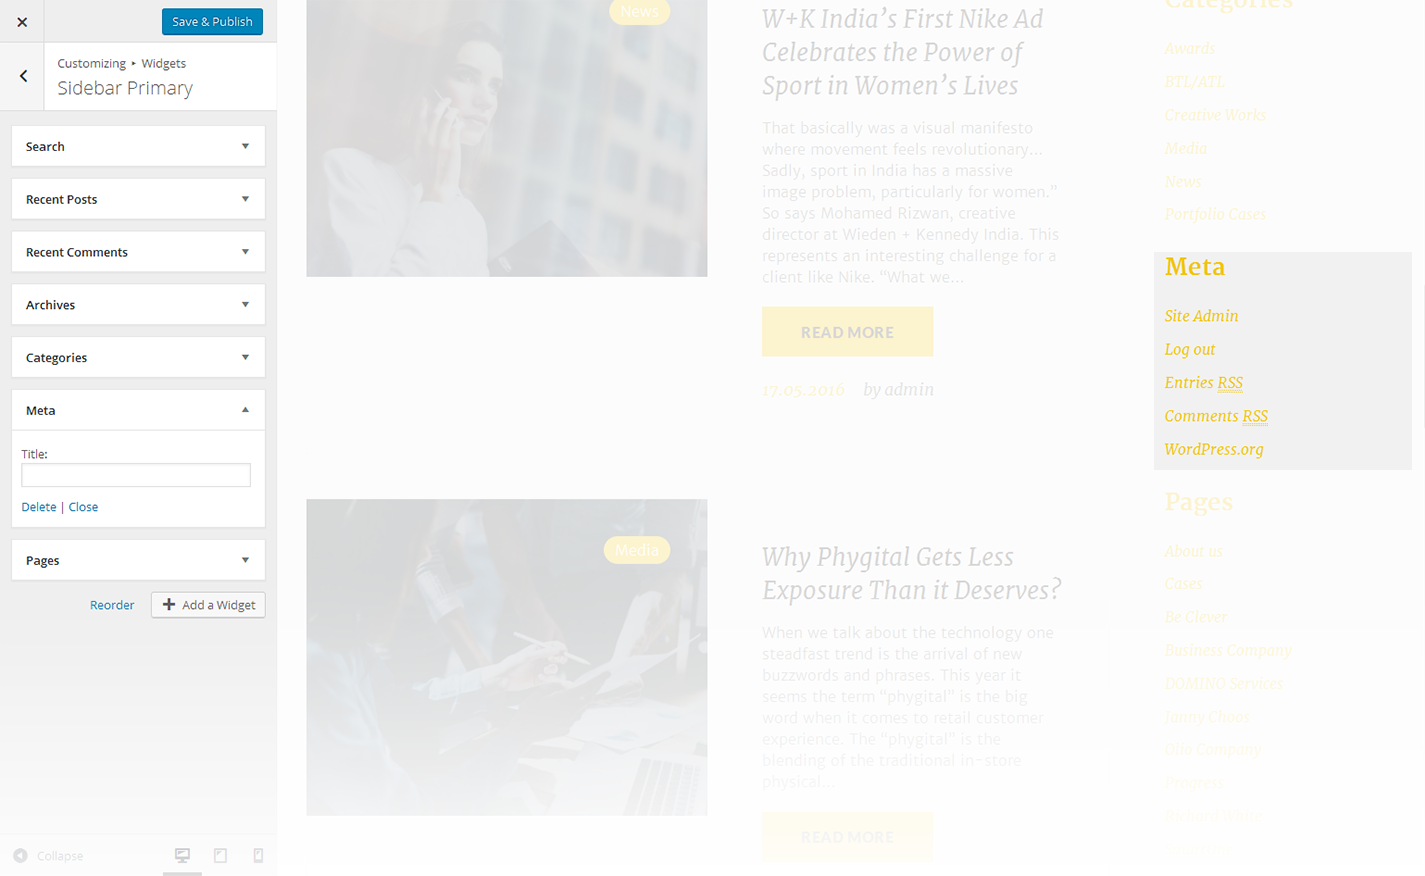 Save & Publish
Customizing ▸ Widgets
Sidebar Primary
Search
Recent Posts
Recent Comments
Archives
Categories
Meta
Title:
Delete | Close
Pages
Reorder
Add a Widget
Collapse
News
W+K India’s First Nike Ad
Celebrates the Power of
Sport in Women’s Lives
That basically was a visual manifesto
where movement feels revolutionary...
Sadly, sport in India has a massive
image problem, particularly for women."
So says Mohamed Rizwan, creative
director at Wieden + Kennedy India. This
represents an interesting challenge for a
client like Nike. “What we...
READ MORE
17.05.2016 by admin
Media
Why Phygital Gets Less
Exposure Than it Deserves?
When we talk about the technology one
steadfast trend is the arrival of new
buzzwords and phrases. This year it
seems the term "phygital" is the big
word when it comes to retail customer
experience. The “phygital” is the
blending of the traditional in-store
physical...
READ MORE
Categories
Awards
BTL/ATL
Creative Works
Media
News
Portfolio Cases
Meta
Site Admin
Log out
Entries RSS
Comments RSS
WordPress.org
Pages
About us
Cases
Be Clever
Business Company
DOMINO Services
Company
Progress